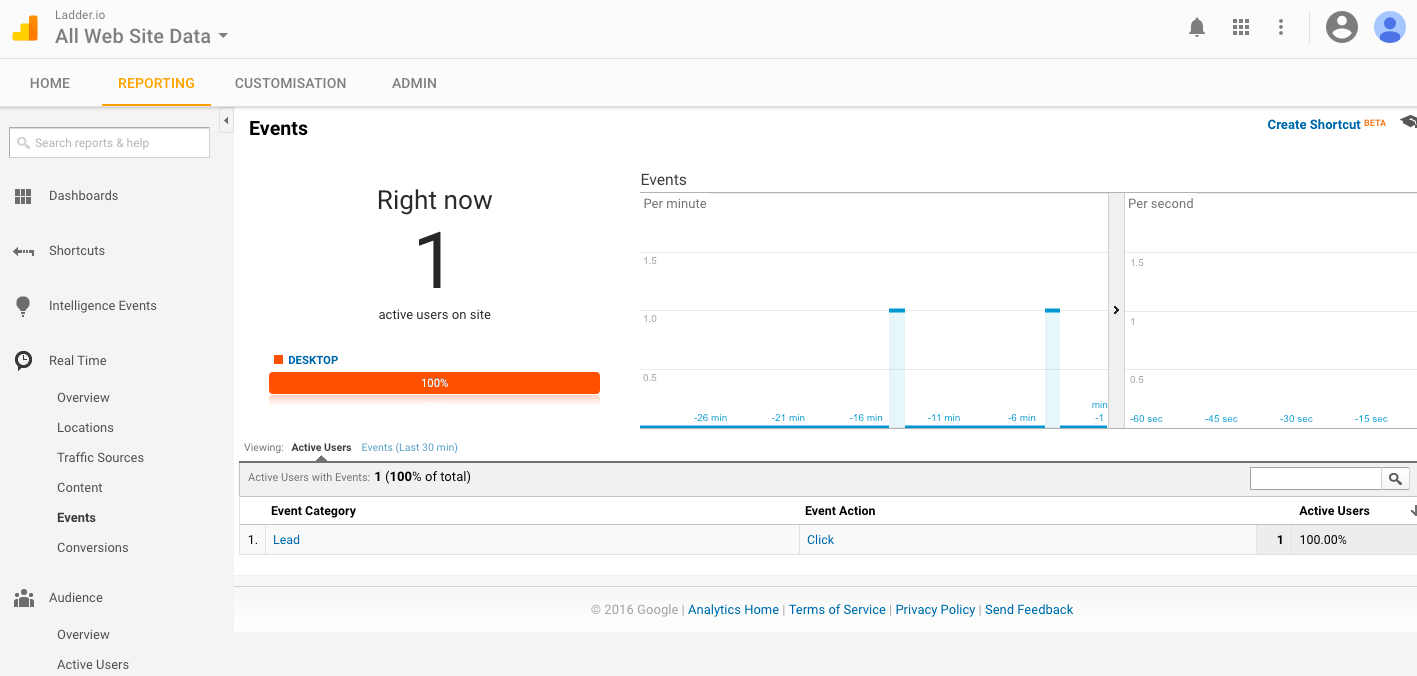 Ladder.io
All Web Site Data
HOME REPORTING CUSTOMISATION ADMIN
Search reports & help
Dashboards
Shortcuts
Intelligence Events
Real Time
Overview
Locations
Traffic Sources
Content
Events
Conversions
Audience
Overview
Active Users
Events
Create Shortcut BETA
Right now
1
active users on site
DESKTOP
100%
Events
Per minute
1.5
1.0
0.5
min
-26 min -21 min -16 min -11 min -6 min -1
Per second
1.5
1
0.5
-60 sec -45 sec -30 sec -15 sec
Viewing: Active Users Events (Last 30 min)
Active Users with Events: 1 (100% of total)
Event Category Event Action Active Users
1. Lead Click 1 100.00%
© 2016 Google | Analytics Home | Terms of Service | Privacy Policy | Send Feedback